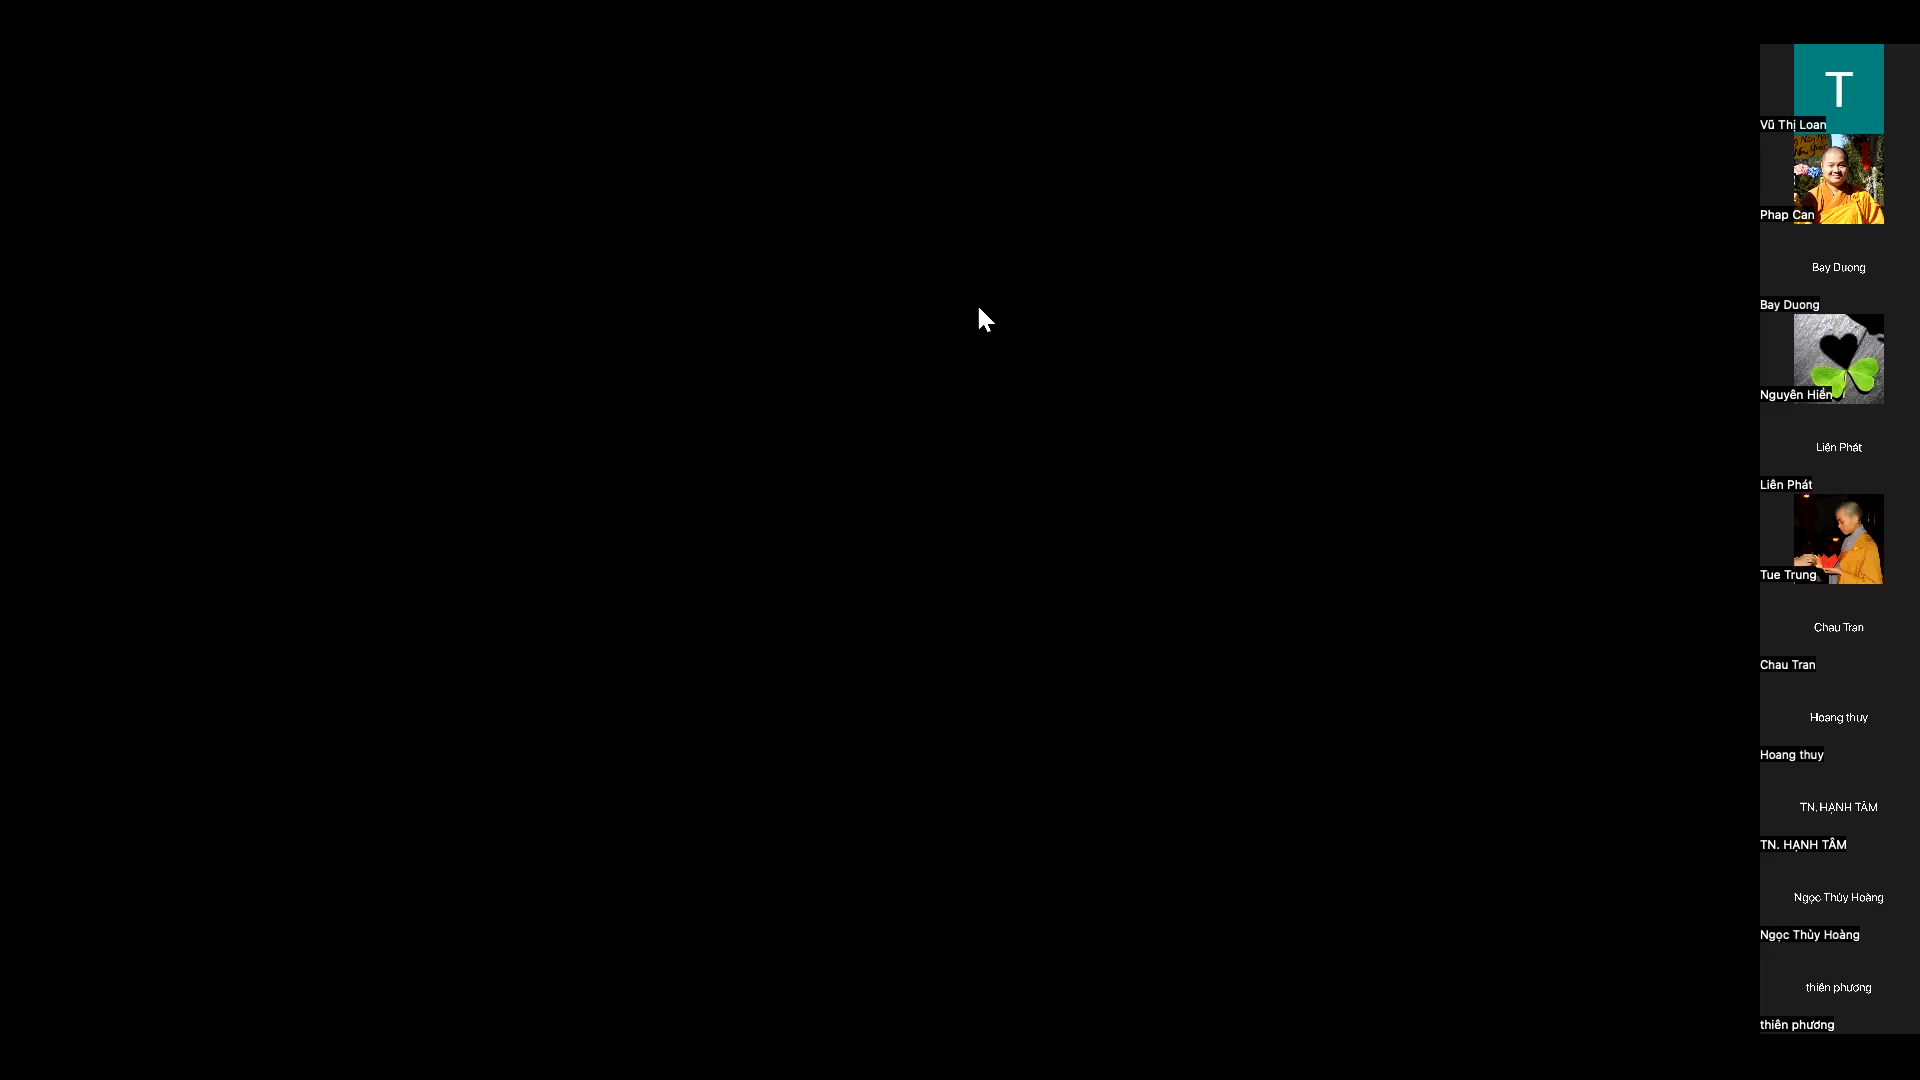 T
Vũ Thị Loan
Phap Can
Bay Duong
Bay Duong
Nguyên Hiền
Liên Phát
Liên Phát
Tue Trung
Chau Tran
Chau Tran
Hoang thuy
Hoang thuy
TN. HẠNH TÂM
TN. HẠNH TÂM
Ngọc Thủy Hoàng
Ngọc Thủy Hoàng
thiên phương
thiên phương